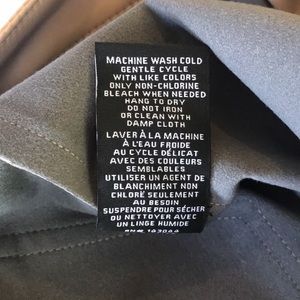 MACHINE WASH COLD
GENTLE CYCLE
WITH LIKE COLORS
ONLY NON-CHLORINE
BLEACH WHEN NEEDED
HANG TO DRY
DO NOT IRON
OR CLEAN WITH
DAMP CLOTH
LAVER À LA MACHINE
À L'EAU FROIDE
AU CYCLE DÉLICAT
AVEC DES COULEURS
SEMBLABLES
UTILISER UN AGENT DE
BLANCHIMENT NON
CHLORÉ SEULEMENT
AU BESOIN
SUSPENDRE POUR SÉCHER
OU NETTOYER AVEC
UN LINGE HUMIDE